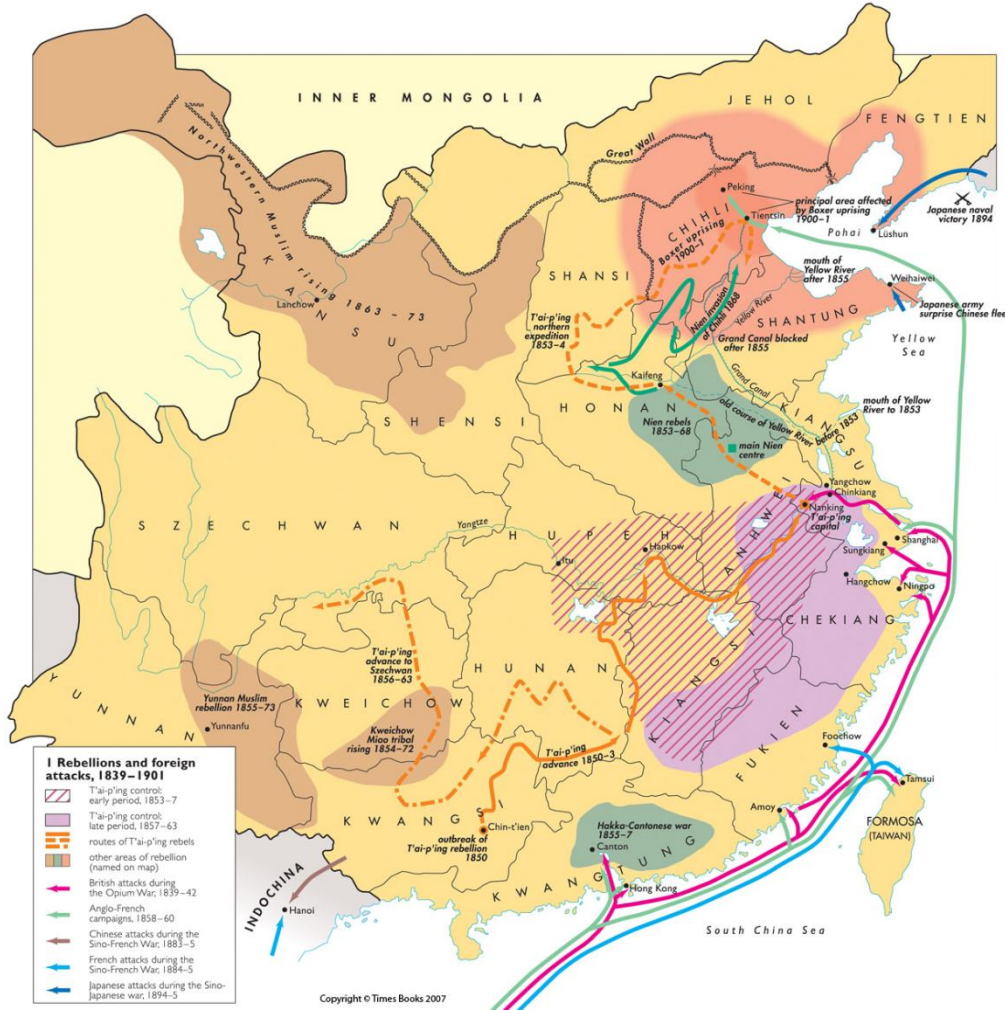 INNER MONGOLIA
JEHOL
FENGTIEN
Great Wall
Northwestern Muslim rising 1863–73
KANSU
Lanchow
Peking
principal area affected
by Boxer uprising
1900–1
Tientsin
CHIHLI
Boxer uprising
1900–1
Japanese naval
victory 1894
Pohai
Lüshun
SHANSI
mouth of
Yellow River
after 1855
Weihaiwei
Nien invasion
of Chihli 1868
Yellow River
SHANTUNG
Japanese army
surprise Chinese flee
T'ai-p'ing
northern
expedition
1853–4
Grand Canal blocked
after 1855
Yellow
Sea
Kaifeng
Grand Canal
SHENSI
HONAN
Nien rebels
1853–68
old course of Yellow River before 1853
KIANGSU
mouth of Yellow
River to 1853
main Nien
centre
Yangchow
Chinkiang
Nanking
T'ai-p'ing
capital
ANHWEI
SZECHWAN
Yangtze
HUPEH
Itu
Hankow
Shanghai
Sungkiang
Hangchow
Ningpo
CHEKIANG
T'ai-p'ing
advance to
Szechwan
1856–63
HUNAN
KIANGSI
YUNNAN
Yunnan Muslim
rebellion 1855–73
Yunnanfu
KWEICHOW
Kweichow
Miao tribal
rising 1854–72
T'ai-p'ing
advance 1850–3
FUKIEN
Foochow
Tamsui
Amoy
FORMOSA
(TAIWAN)
KWANGSI
Chin-t'ien
outbreak of
T'ai-p'ing rebellion
1850
Hakka-Cantonese war
1855–7
Canton
KWANGTUNG
Hong Kong
INDOCHINA
Hanoi
South China Sea
1 Rebellions and foreign
attacks, 1839–1901
T'ai-p'ing control:
early period, 1853–7
T'ai-p'ing control:
late period, 1857–63
routes of T'ai-p'ing rebels
other areas of rebellion
(named on map)
British attacks during
the Opium War, 1839–42
Anglo-French
campaigns, 1858–60
Chinese attacks during the
Sino-French War, 1883–5
French attacks during the
Sino-French War, 1884–5
Japanese attacks during the Sino-
Japanese war, 1894–5
Copyright © Times Books 2007